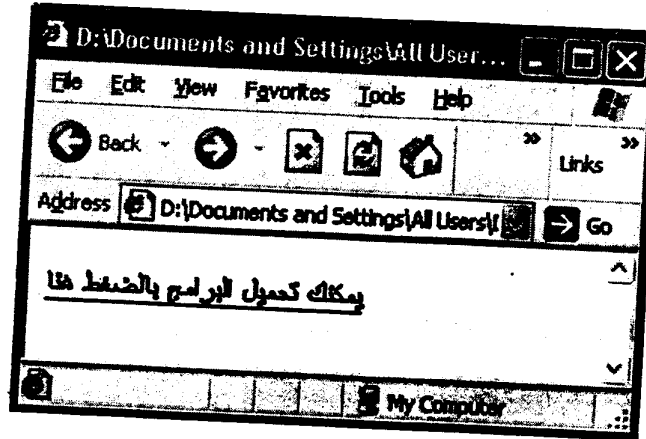 D:\Documents and Settings\All User...
File Edit View Favorites Tools Help
Back » Links »
Address D:\Documents and Settings\All Users\ Go
يمكنك تحميل البرامج بالضغط هنا
My Computer